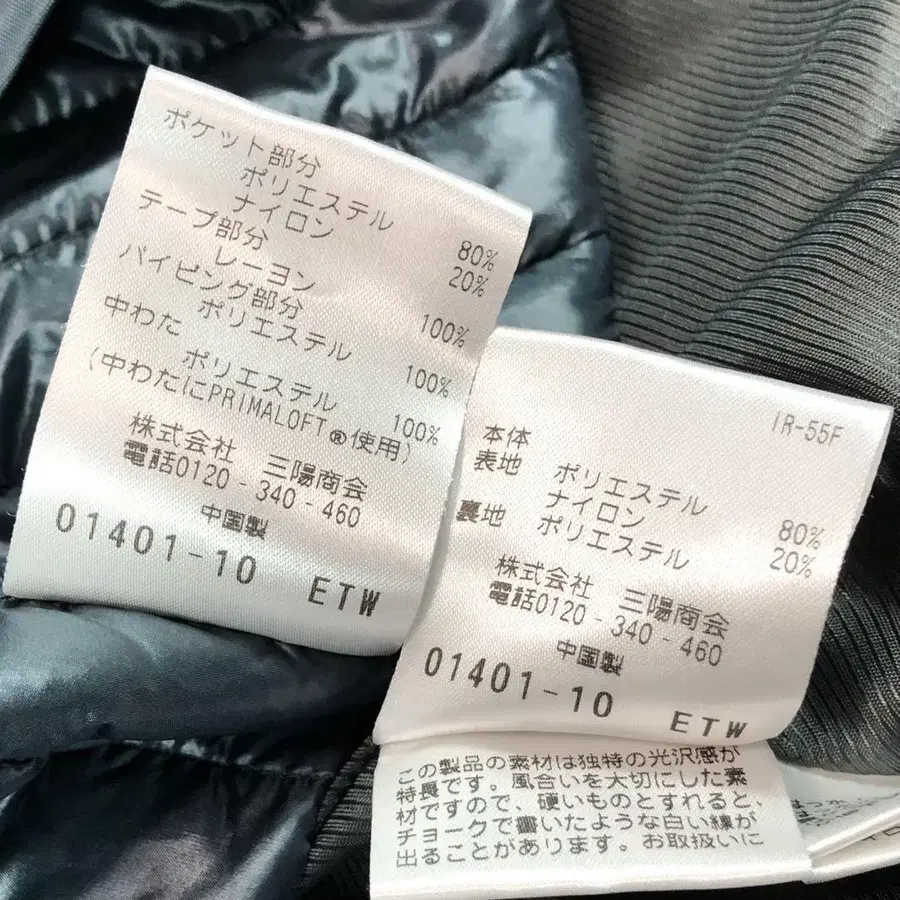 ポケット部分
ポリエステル 80%
ナイロン 20%
テープ部分
レーヨン 100%
パイピング部分
ポリエステル 100%
中わた
ポリエステル 100%
(中わたにPRIMALOFT®使用)
株式会社 三陽商会
電話0120-340-460
中国製
01401-10 ETW
IR-55F
本体
表地 ポリエステル 80%
ナイロン 20%
裏地 ポリエステル
株式会社 三陽商会
電話0120-340-460
中国製
01401-10 ETW
この製品の素材は独特の光沢感が
特長です。風合いを大切にした素
材ですので、硬いものとすれると、
チョークで書いたような白い線が
出ることがあります。お取扱いに